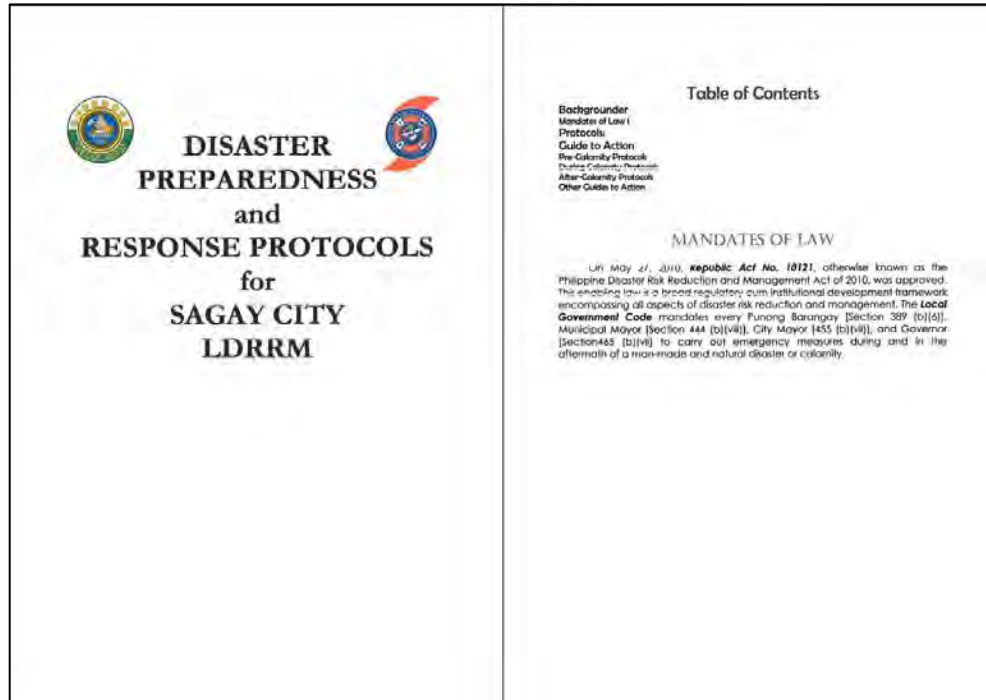 DISASTER
PREPAREDNESS
and
RESPONSE PROTOCOLS
for
SAGAY CITY
LDRRM
Table of Contents
Backgrounder
Mandates of Law i
Protocols:
Guide to Action
Pre-Calamity Protocols
During Calamity Protocols
After-Calamity Protocols
Other Guides to Action
MANDATES OF LAW
On May 27, 2010, Republic Act No. 10121, otherwise known as the
Philippine Disaster Risk Reduction and Management Act of 2010, was approved.
This enabling law is a broad regulatory cum institutional development framework
encompassing all aspects of disaster risk reduction and management. The Local
Government Code mandates every Punong Barangay [Section 389 (b)(6)],
Municipal Mayor [Section 444 (b)(vii)], City Mayor [455 (b)(vii)], and Governor
[Section465 (b)(vii) to carry out emergency measures during and in the
aftermath of a man-made and natural disaster or calamity.